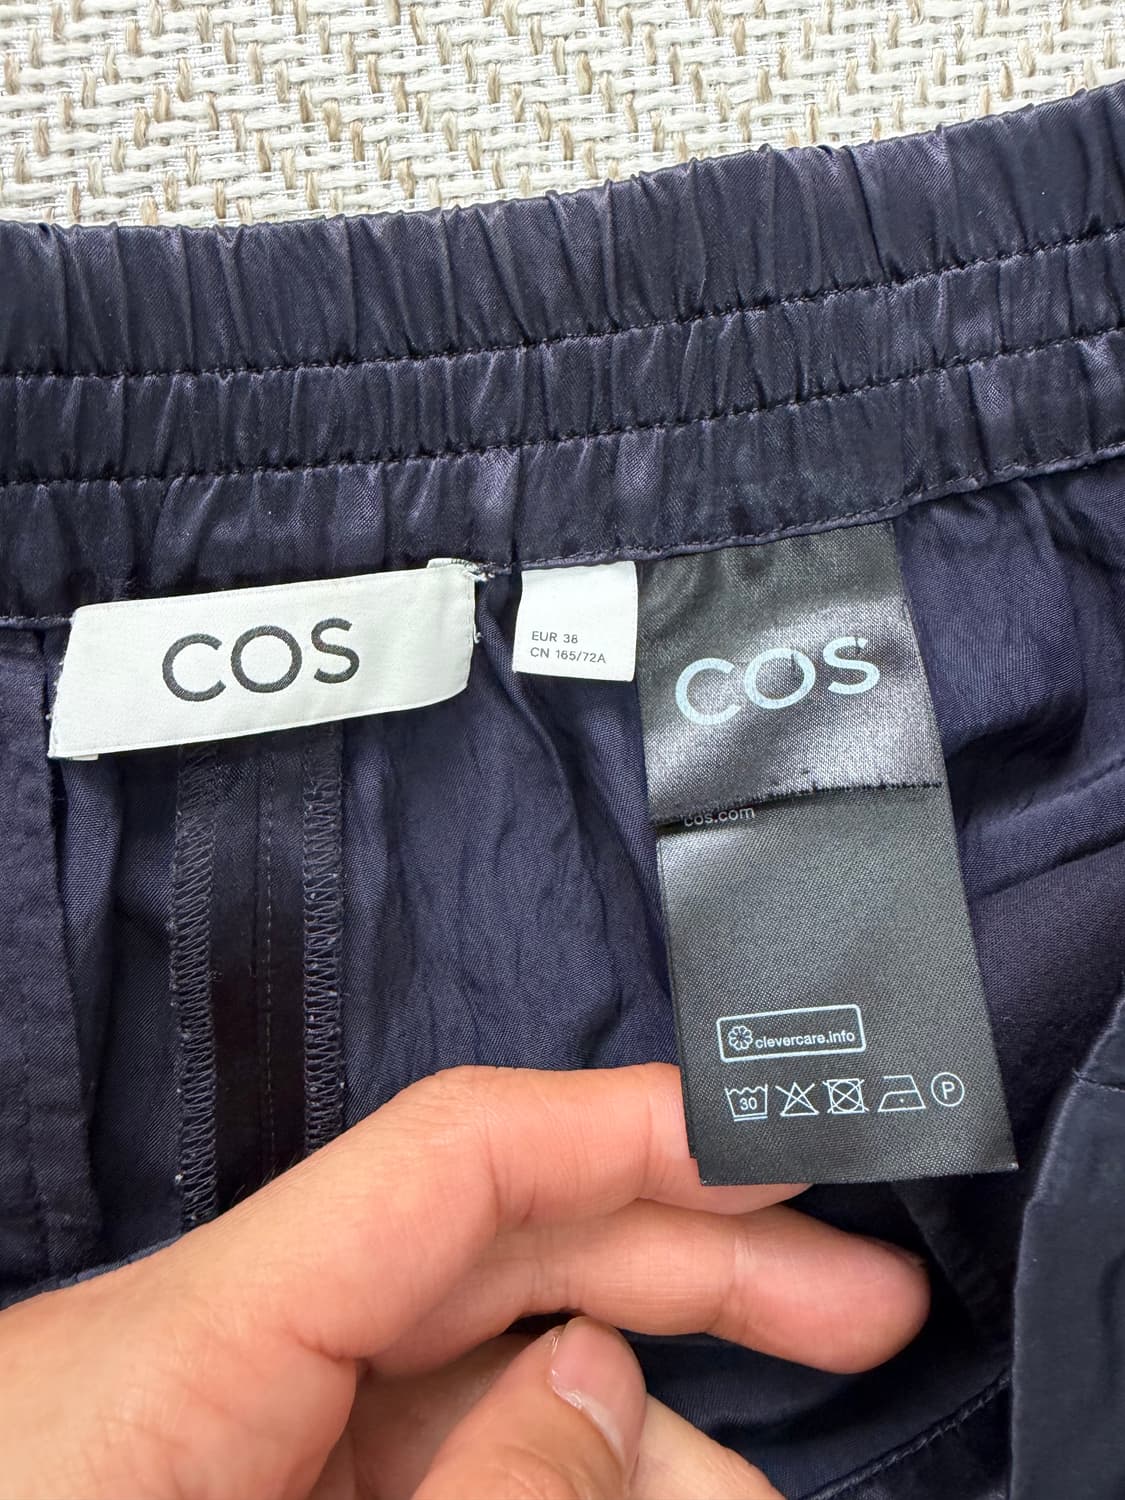 COS
EUR 38
CN 165/72A
COS
cos.com
clevercare.info
30
P